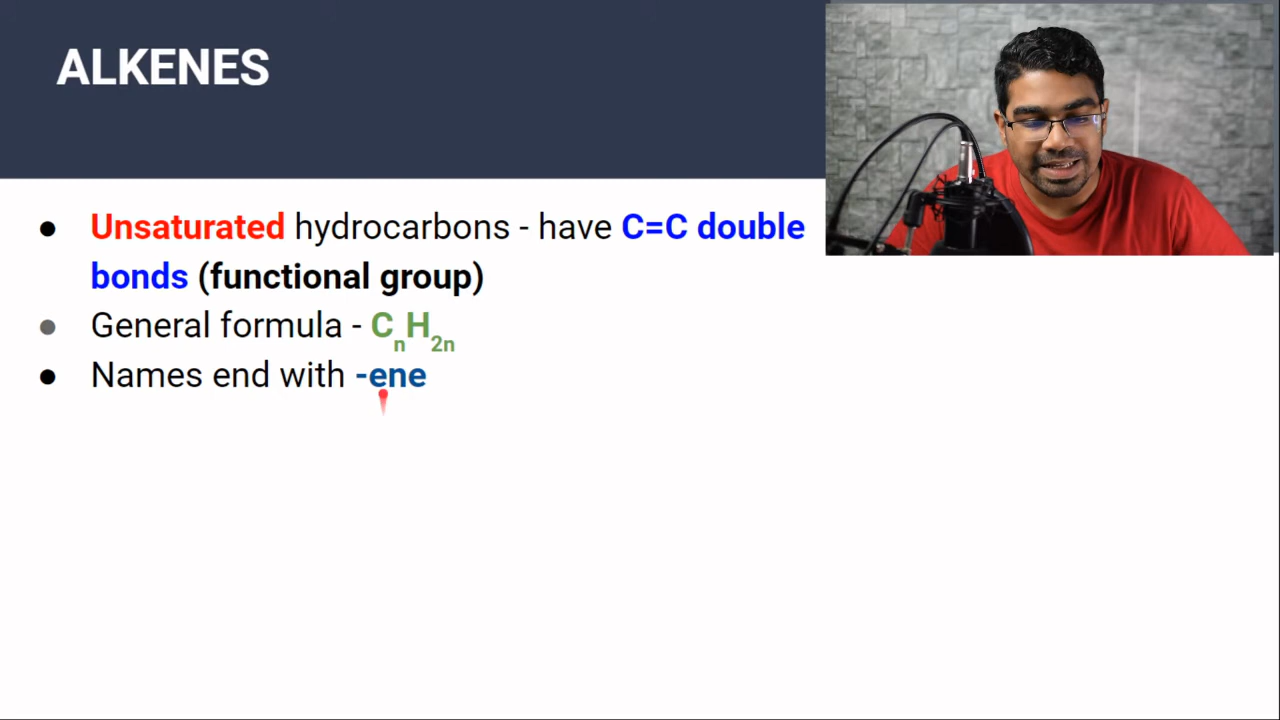 ALKENES
● Unsaturated hydrocarbons - have C=C double
bonds (functional group)
● General formula - CₙH₂ₙ
● Names end with -ene